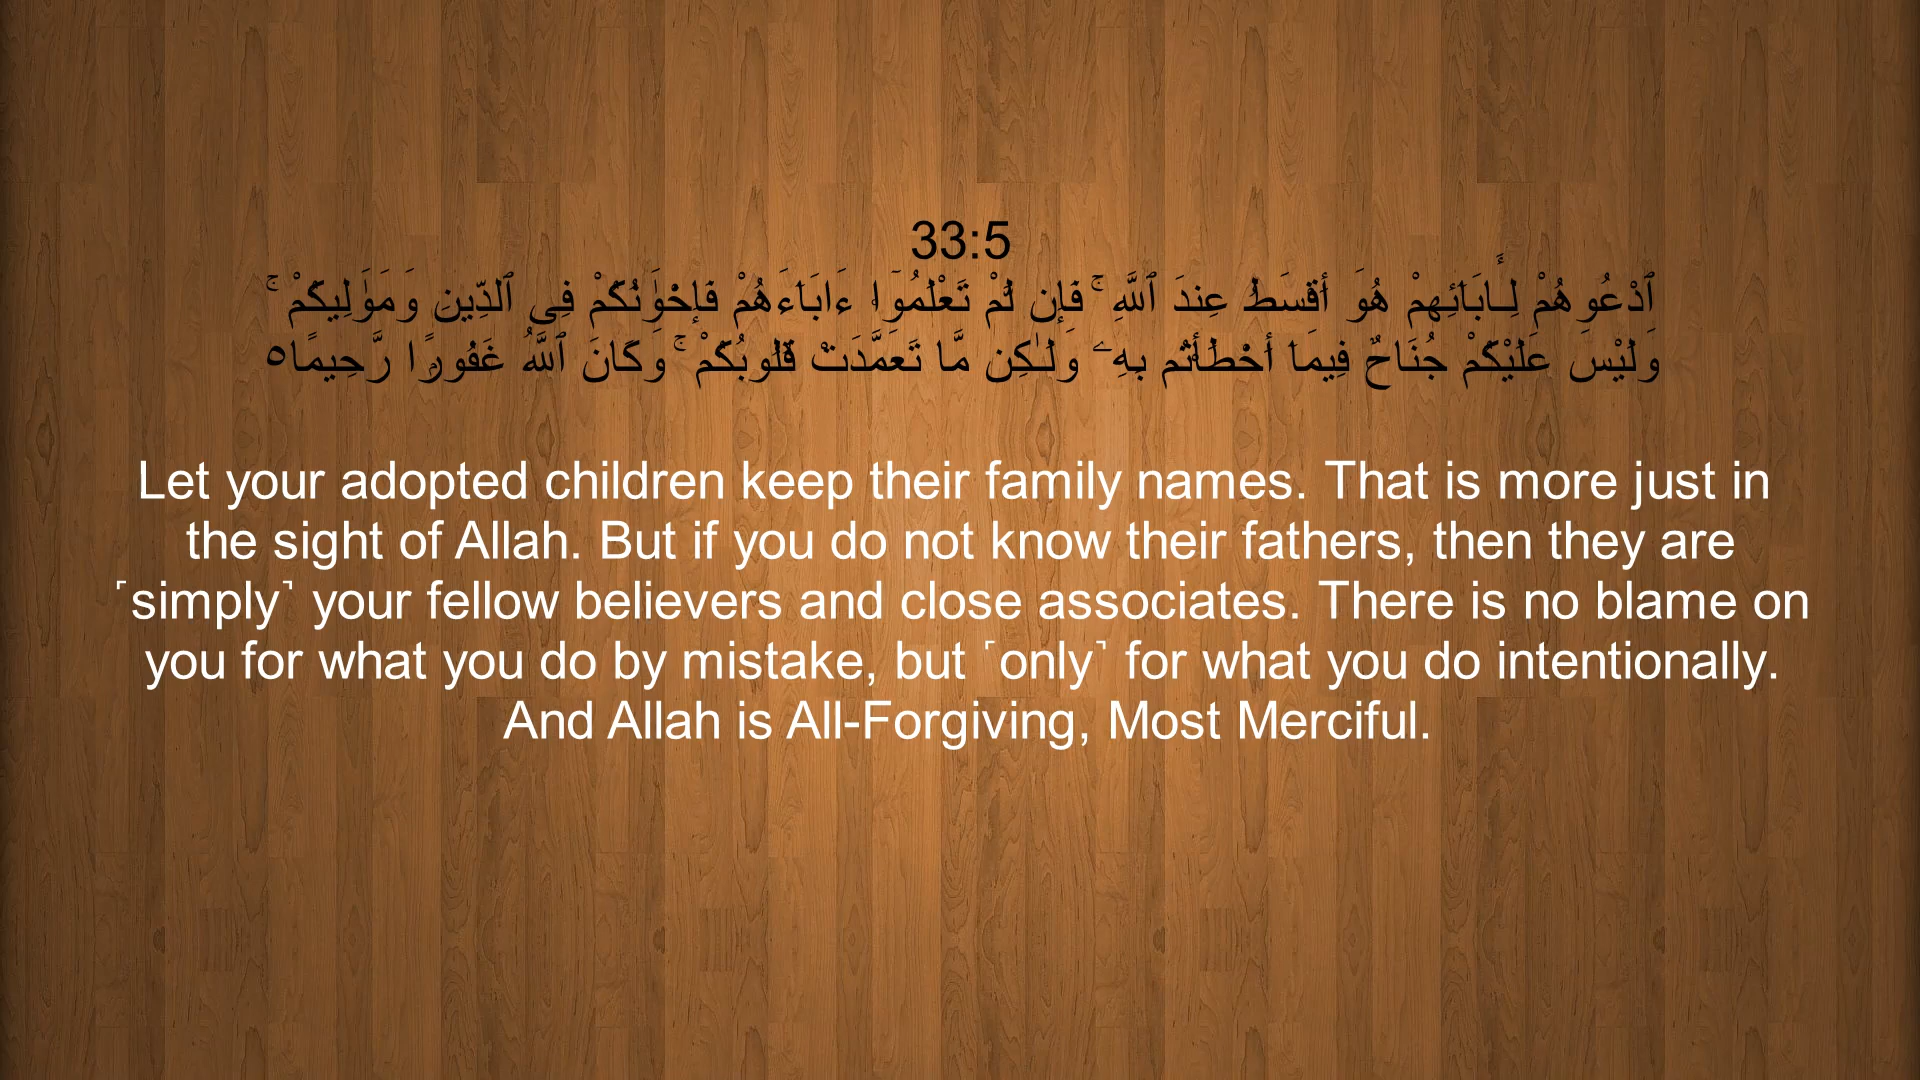 33:5
ٱدْعُوهُمْ لِـَٔابَآئِهِمْ هُوَ أَقْسَطُ عِندَ ٱللَّهِ ۚ فَإِن لَّمْ تَعْلَمُوٓا۟ ءَابَآءَهُمْ فَإِخْوَٰنُكُمْ فِى ٱلدِّينِ وَمَوَٰلِيكُمْ ۚ
وَلَيْسَ عَلَيْكُمْ جُنَاحٌ فِيمَآ أَخْطَأْتُم بِهِۦ وَلَـٰكِن مَّا تَعَمَّدَتْ قُلُوبُكُمْ ۚ وَكَانَ ٱللَّهُ غَفُورًا رَّحِيمًا٥
Let your adopted children keep their family names. That is more just in
the sight of Allah. But if you do not know their fathers, then they are
˹simply˺ your fellow believers and close associates. There is no blame on
you for what you do by mistake, but ˹only˺ for what you do intentionally.
And Allah is All-Forgiving, Most Merciful.